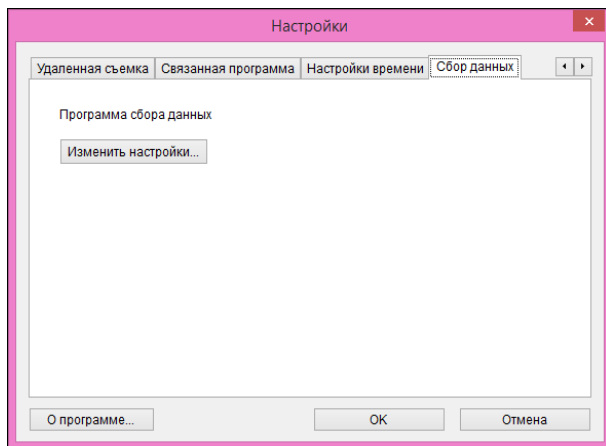 Настройки
Удаленная съемка Связанная программа Настройки времени Сбор данных
Программа сбора данных
Изменить настройки...
О программе... OK Отмена